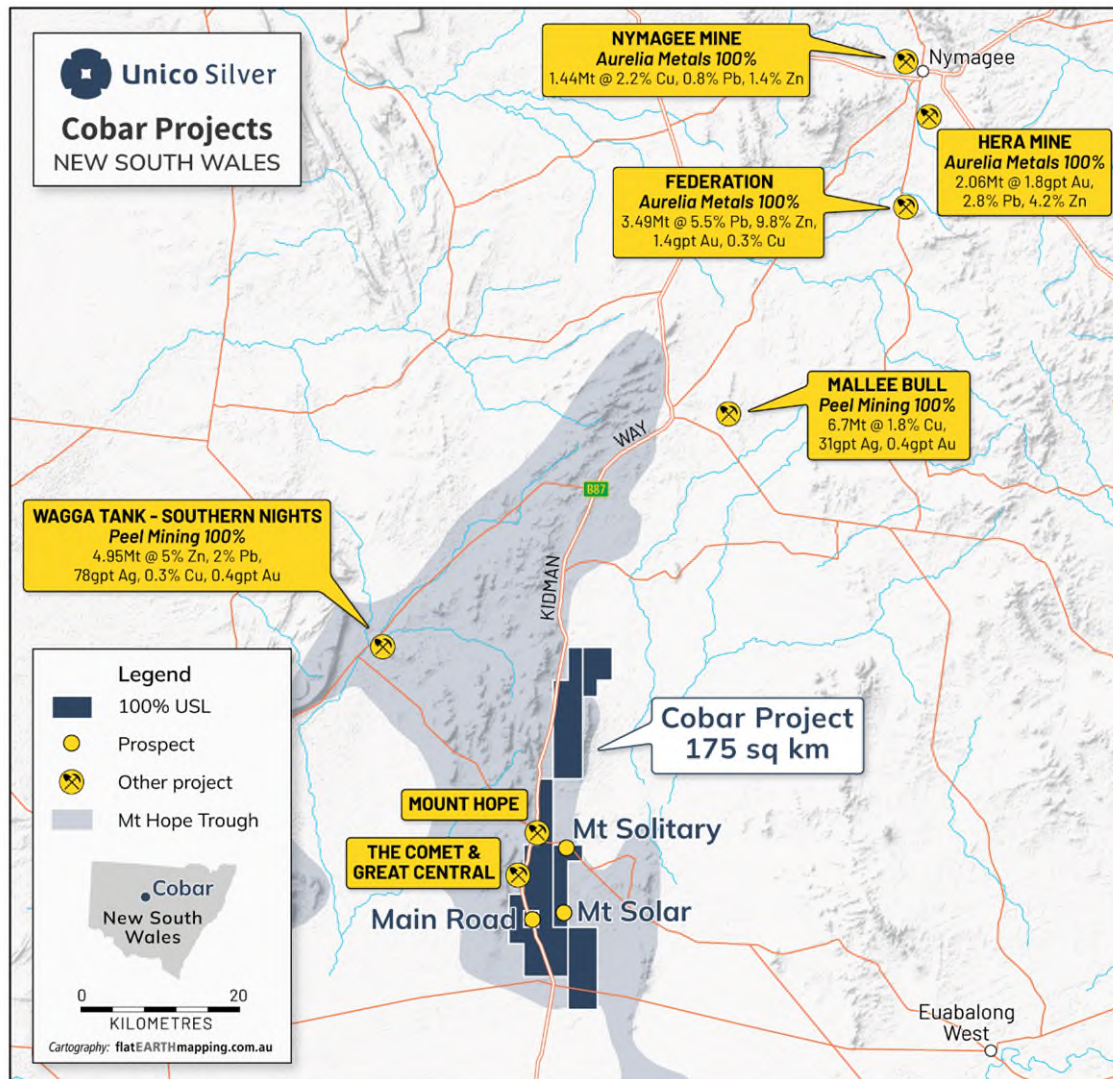 Unico Silver
Cobar Projects
NEW SOUTH WALES
NYMAGEE MINE
Aurelia Metals 100%
1.44Mt @ 2.2% Cu, 0.8% Pb, 1.4% Zn
Nymagee
HERA MINE
Aurelia Metals 100%
2.06Mt @ 1.8gpt Au,
2.8% Pb, 4.2% Zn
FEDERATION
Aurelia Metals 100%
3.49Mt @ 5.5% Pb, 9.8% Zn,
1.4gpt Au, 0.3% Cu
MALLEE BULL
Peel Mining 100%
6.7Mt @ 1.8% Cu,
31gpt Ag, 0.4gpt Au
WAY
B87
KIDMAN
WAGGA TANK - SOUTHERN NIGHTS
Peel Mining 100%
4.95Mt @ 5% Zn, 2% Pb,
78gpt Ag, 0.3% Cu, 0.4gpt Au
Cobar Project
175 sq km
MOUNT HOPE
Mt Solitary
THE COMET &
GREAT CENTRAL
Main Road
Mt Solar
Euabalong
West
Legend
100% USL
Prospect
Other project
Mt Hope Trough
Cobar
New South
Wales
0 20
KILOMETRES
Cartography: flatEARTHmapping.com.au